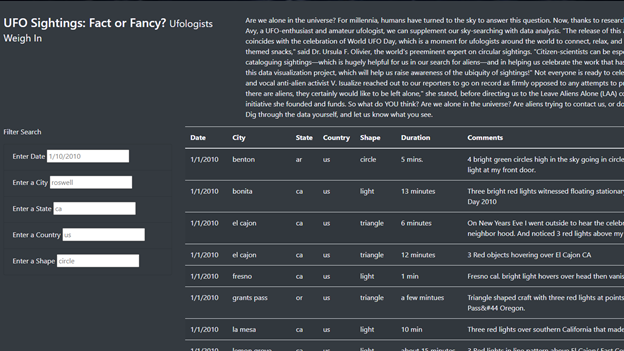 UFO Sightings: Fact or Fancy? Ufologists
Weigh In
Are we alone in the universe? For millennia, humans have turned to the sky to answer this question. Now, thanks to research
Avy, a UFO-enthusiast and amateur ufologist, we can supplement our sky-searching with data analysis. "The release of this a
coincides with the celebration of World UFO Day, which is a moment for ufologists around the world to connect, relax, and
themed snacks," said Dr. Ursula F. Olivier, the world's preeminent expert on circular sightings. "Citizen-scientists can be esp
cataloguing sightings—which is hugely helpful for us in our search for aliens—and in helping us celebrate the work that has
this data visualization project, which will help us raise awareness of the ubiquity of sightings!" Not everyone is ready to cele
and vocal anti-alien activist V. Isualize reached out to our reporters to go on record as firmly opposed to any attempts to pr
there are aliens, they certainly would like to be left alone," she stated, before directing us to the Leave Aliens Alone (LAA) co
initiative she founded and funds. So what do YOU think? Are we alone in the universe? Are aliens trying to contact us, or do
Dig through the data yourself, and let us know what you see.
Filter Search
Enter Date 1/10/2010
Enter a City roswell
Enter a State ca
Enter a Country us
Enter a Shape circle
Date City State Country Shape Duration Comments
1/1/2010 benton ar us circle 5 mins. 4 bright green circles high in the sky going in circle
light at my front door.
1/1/2010 bonita ca us light 13 minutes Three bright red lights witnessed floating stationary
Day 2010
1/1/2010 el cajon ca us triangle 6 minutes On New Years Eve I went outside to hear the celebr
neighbor hood. And noticed 3 red lights above my
1/1/2010 el cajon ca us triangle 12 minutes 3 Red objects hovering over El Cajon CA
1/1/2010 fresno ca us light 1 min Fresno cal. bright light hovers over head then vanis
1/1/2010 grants pass or us triangle a few mintues Triangle shaped craft with three red lights at points
Pass&#44 Oregon.
1/1/2010 la mesa ca us light 10 min Three red lights over southern California that made